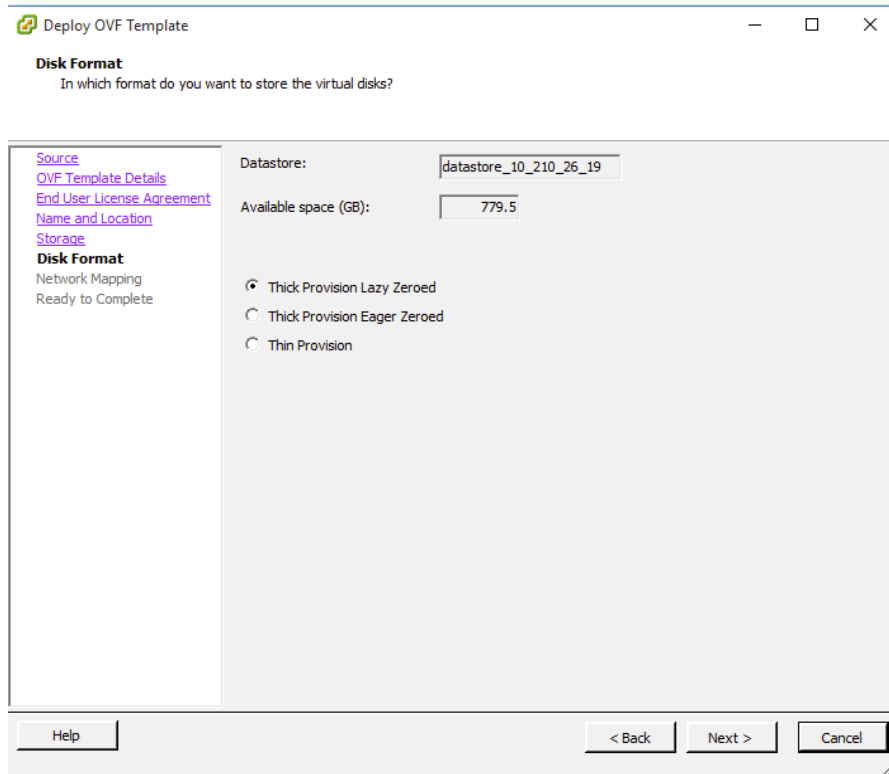 Deploy OVF Template
Disk Format
In which format do you want to store the virtual disks?
Source
OVF Template Details
End User License Agreement
Name and Location
Storage
Disk Format
Network Mapping
Ready to Complete
Datastore: datastore_10_210_26_19
Available space (GB): 779.5
Thick Provision Lazy Zeroed
Thick Provision Eager Zeroed
Thin Provision
Help < Back Next > Cancel